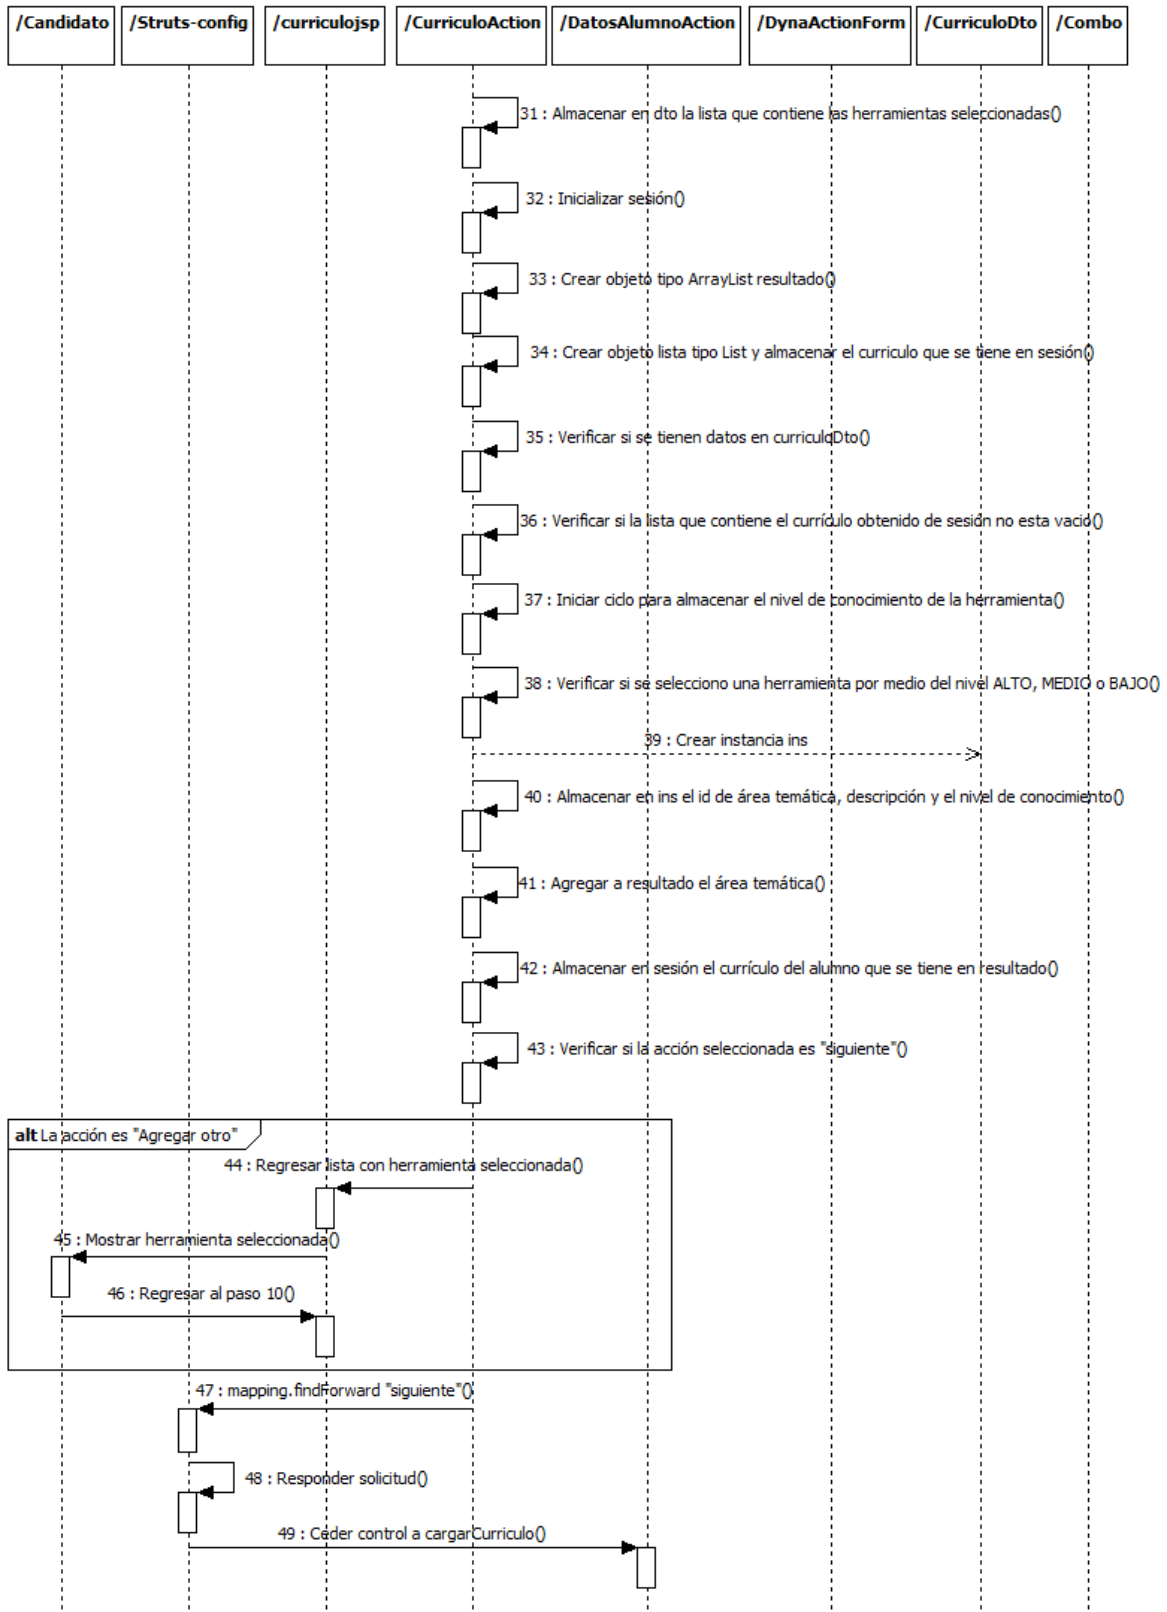 /Candidato
/Struts-config
/curriculojsp
/CurriculoAction
/DatosAlumnoAction
/DynaActionForm
/CurriculoDto
/Combo
31 : Almacenar en dto la lista que contiene las herramientas seleccionadas()
32 : Inicializar sesión()
33 : Crear objeto tipo ArrayList resultado()
34 : Crear objeto lista tipo List y almacenar el curriculo que se tiene en sesión()
35 : Verificar si se tienen datos en curriculoDto()
36 : Verificar si la lista que contiene el currículo obtenido de sesión no esta vacio()
37 : Iniciar ciclo para almacenar el nivel de conocimiento de la herramienta()
38 : Verificar si se selecciono una herramienta por medio del nivel ALTO, MEDIO o BAJO()
39 : Crear instancia ins
40 : Almacenar en ins el id de área temática, descripción y el nivel de conocimiento()
41 : Agregar a resultado el área temática()
42 : Almacenar en sesión el currículo del alumno que se tiene en resultado()
43 : Verificar si la acción seleccionada es "siguiente"()
alt La acción es "Agregar otro"
44 : Regresar lista con herramienta seleccionada()
45 : Mostrar herramienta seleccionada()
46 : Regresar al paso 10()
47 : mapping.findForward "siguiente"()
48 : Responder solicitud()
49 : Ceder control a cargarCurriculo()